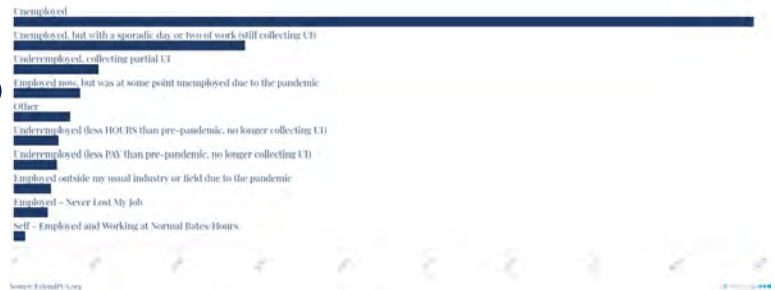 Unemployed
Unemployed, but with a sporadic day or two of work (still collecting UI)
Underemployed, collecting partial UI
Employed now, but was at some point unemployed due to the pandemic
Other
Underemployed (less HOURS than pre-pandemic, no longer collecting UI)
Underemployed (less PAY than pre-pandemic, no longer collecting UI)
Employed outside my usual industry or field due to the pandemic
Employed – Never Lost My Job
Self - Employed and Working at Normal Rates/Hours
Source: ExtendPUA.org